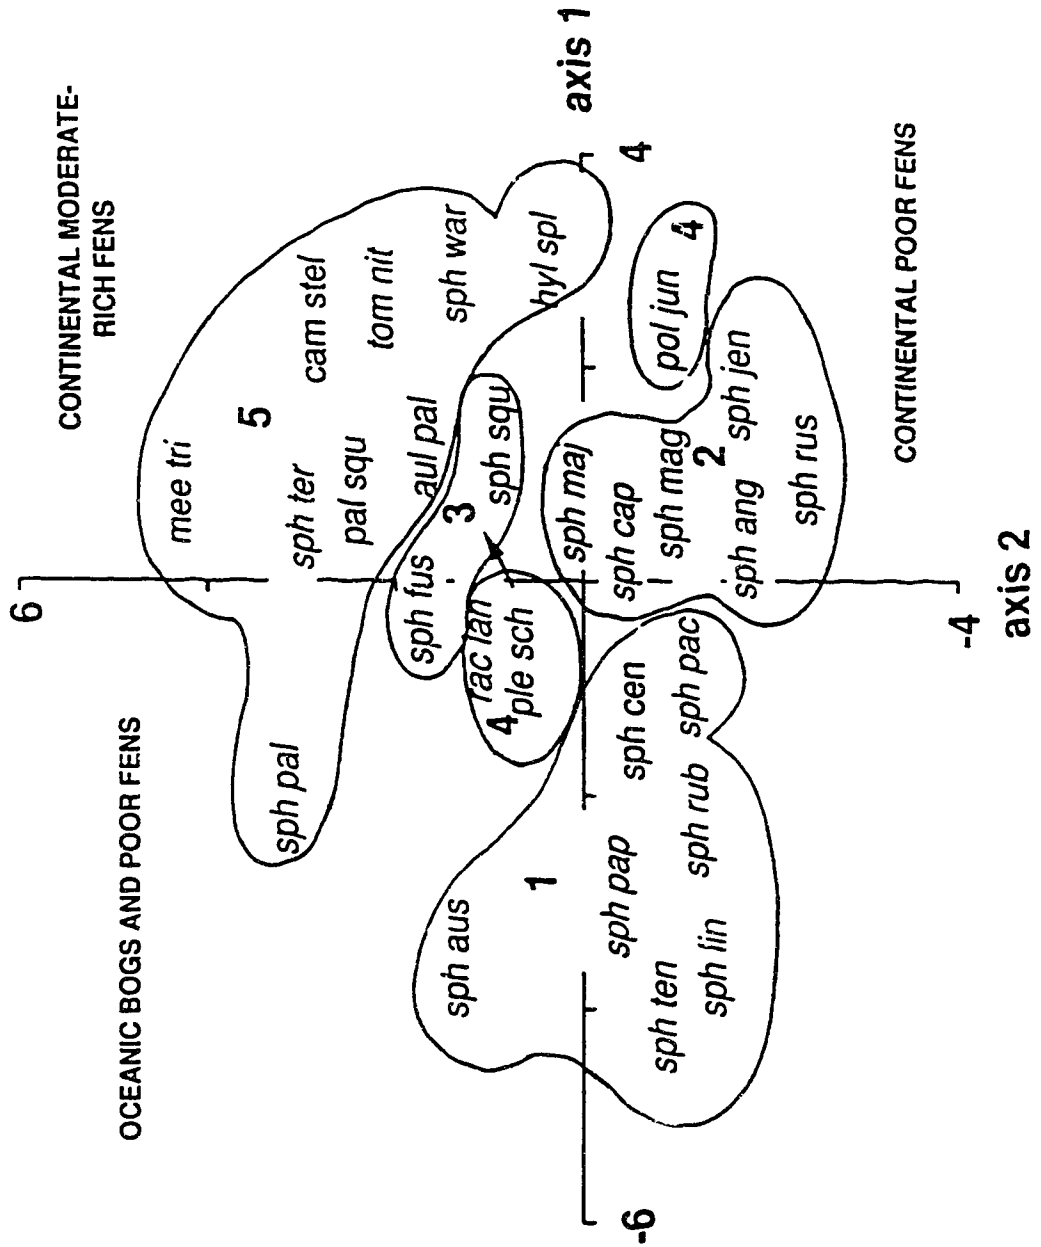 OCEANIC BOGS AND POOR FENS
CONTINENTAL MODERATE-
RICH FENS
6
mee tri
5
sph pal
sph ter
cam stel
pal squ
tom nit
aul pal
sph war
sph aus
sph fus
3
sph squ
hyl spl
rac lan
4
ple sch
1
axis 1
-6
4
sph maj
sph pap
sph cen
sph cap
pol jun
4
sph ten
sph rub
sph pac
sph mag
2
sph lin
sph ang
sph jen
sph rus
-4
axis 2
CONTINENTAL POOR FENS